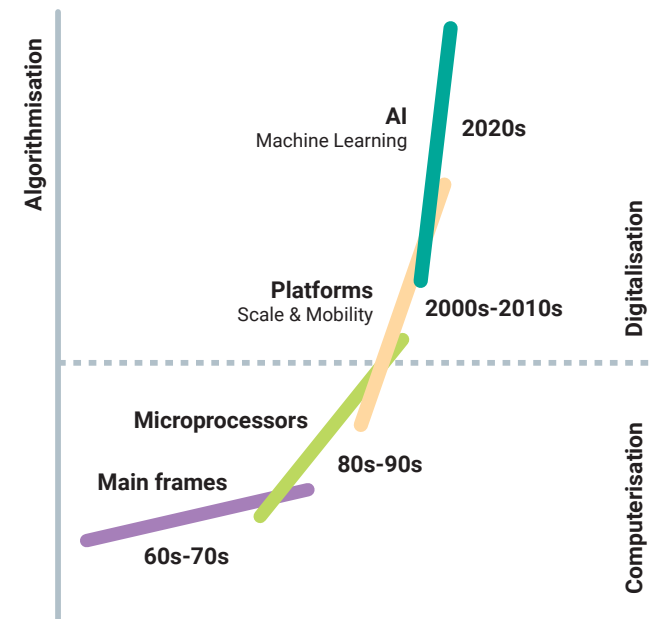 Algorithmisation
AI
Machine Learning
2020s
Platforms
Scale & Mobility
2000s-2010s
Digitalisation
Microprocessors
80s-90s
Main frames
60s-70s
Computerisation